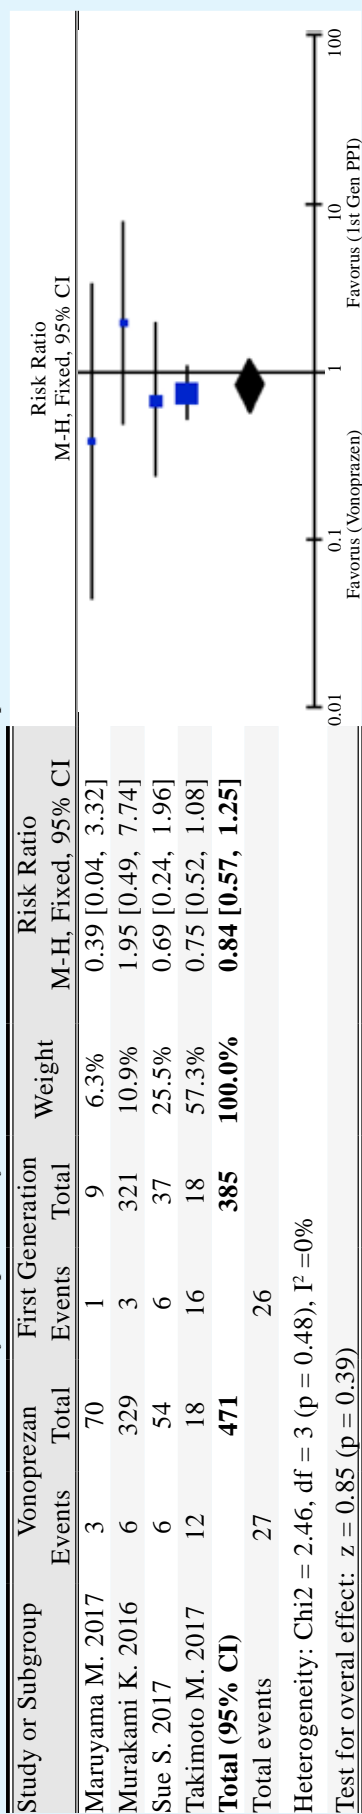 Study or Subgroup Vonoprezan First Generation Weight Risk Ratio Risk Ratio
Events Total Events Total M-H, Fixed, 95% CI M-H, Fixed, 95% CI
Maruyama M. 2017 3 70 1 9 6.3% 0.39 [0.04, 3.32]
Murakami K. 2016 6 329 3 321 10.9% 1.95 [0.49, 7.74]
Sue S. 2017 6 54 6 37 25.5% 0.69 [0.24, 1.96]
Takimoto M. 2017 12 18 16 18 57.3% 0.75 [0.52, 1.08]
Total (95% CI) 471 385 100.0% 0.84 [0.57, 1.25]
Total events 27 26
Heterogeneity: Chi2 = 2.46, df = 3 (p = 0.48), I² =0%
Test for overal effect: z = 0.85 (p = 0.39)
0.01 0.1 1 10 100
Favorus (Vonoprazen) Favorus (1st Gen PPI)